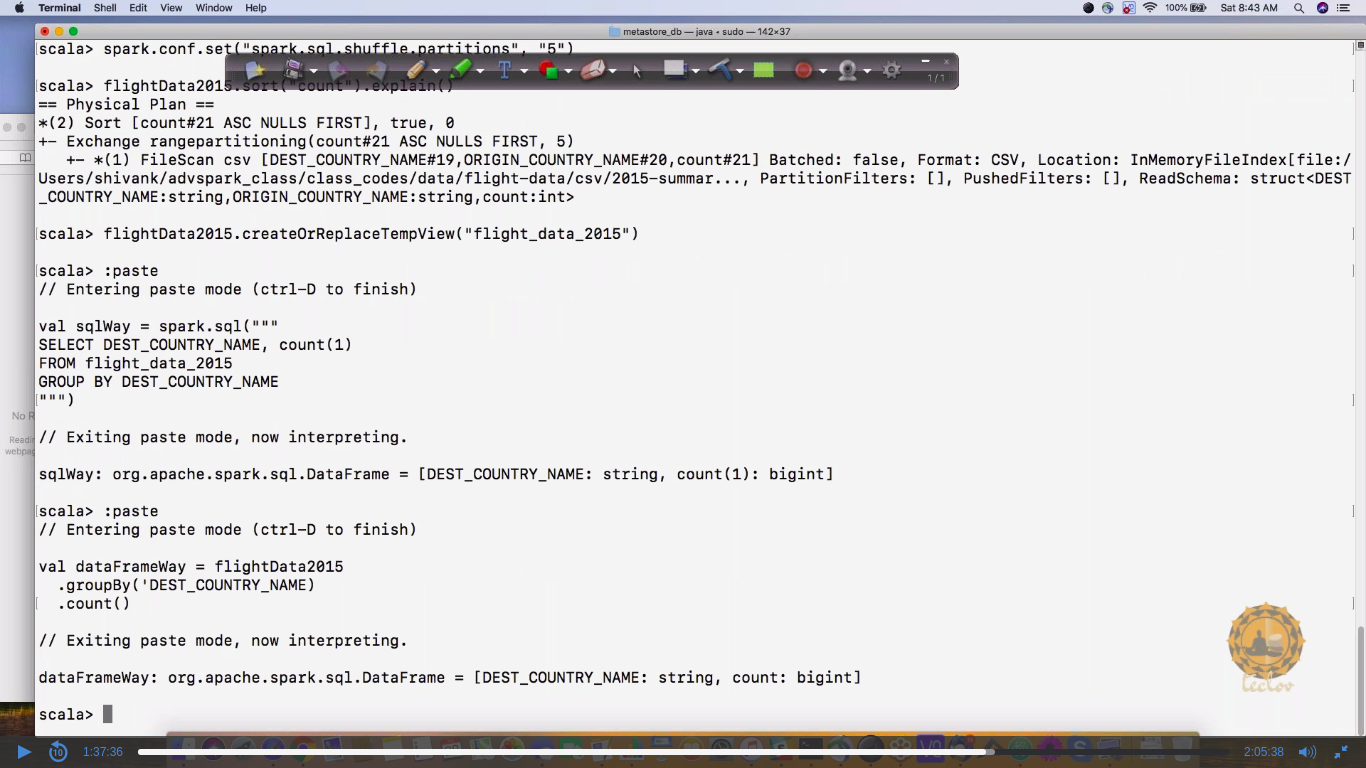 Terminal Shell Edit View Window Help 100% Sat 8:43 AM
metastore_db — java ◂ sudo — 142×37
scala> spark.conf.set("spark.sql.shuffle.partitions", "5")
scala> flightData2015.sort("count").explain()
1/1
== Physical Plan ==
*(2) Sort [count#21 ASC NULLS FIRST], true, 0
+- Exchange rangepartitioning(count#21 ASC NULLS FIRST, 5)
+- *(1) FileScan csv [DEST_COUNTRY_NAME#19,ORIGIN_COUNTRY_NAME#20,count#21] Batched: false, Format: CSV, Location: InMemoryFileIndex[file:/
Users/shivank/advspark_class/class_codes/data/flight-data/csv/2015-summar..., PartitionFilters: [], PushedFilters: [], ReadSchema: struct<DEST
_COUNTRY_NAME:string,ORIGIN_COUNTRY_NAME:string,count:int>
scala> flightData2015.createOrReplaceTempView("flight_data_2015")
scala> :paste
// Entering paste mode (ctrl-D to finish)
val sqlWay = spark.sql("""
SELECT DEST_COUNTRY_NAME, count(1)
FROM flight_data_2015
GROUP BY DEST_COUNTRY_NAME
""")
// Exiting paste mode, now interpreting.
sqlWay: org.apache.spark.sql.DataFrame = [DEST_COUNTRY_NAME: string, count(1): bigint]
scala> :paste
// Entering paste mode (ctrl-D to finish)
val dataFrameWay = flightData2015
.groupBy('DEST_COUNTRY_NAME)
.count()
// Exiting paste mode, now interpreting.
dataFrameWay: org.apache.spark.sql.DataFrame = [DEST_COUNTRY_NAME: string, count: bigint]
scala>
No R
Readin
webpag
leclov
10 1:37:36 2:05:38